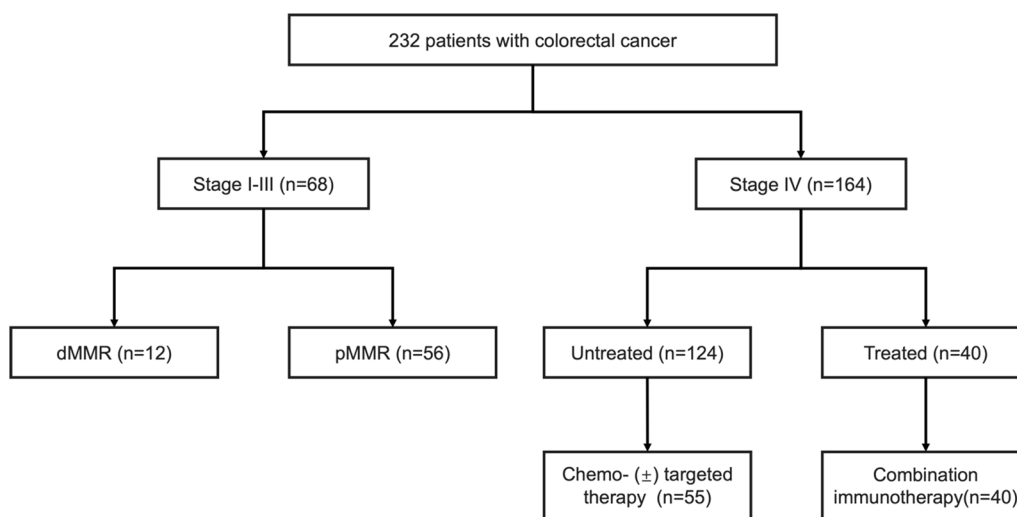 232 patients with colorectal cancer
Stage I-III (n=68)
Stage IV (n=164)
dMMR (n=12)
pMMR (n=56)
Untreated (n=124)
Treated (n=40)
Chemo- (±) targeted
therapy (n=55)
Combination
immunotherapy(n=40)